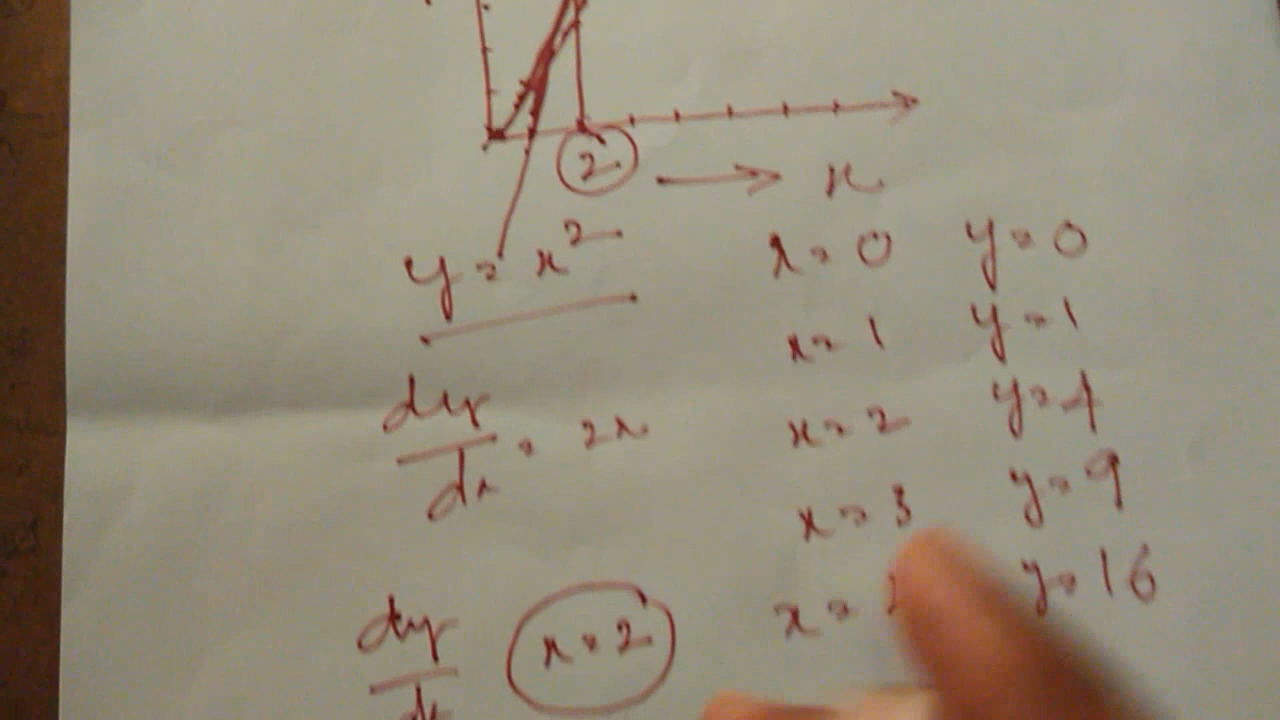 2
x
y = x²
x = 0 y = 0
x = 1 y = 1
dy/dx = 2x
x = 2 y = 4
x = 3 y = 9
x = y = 16
dy/dx x = 2